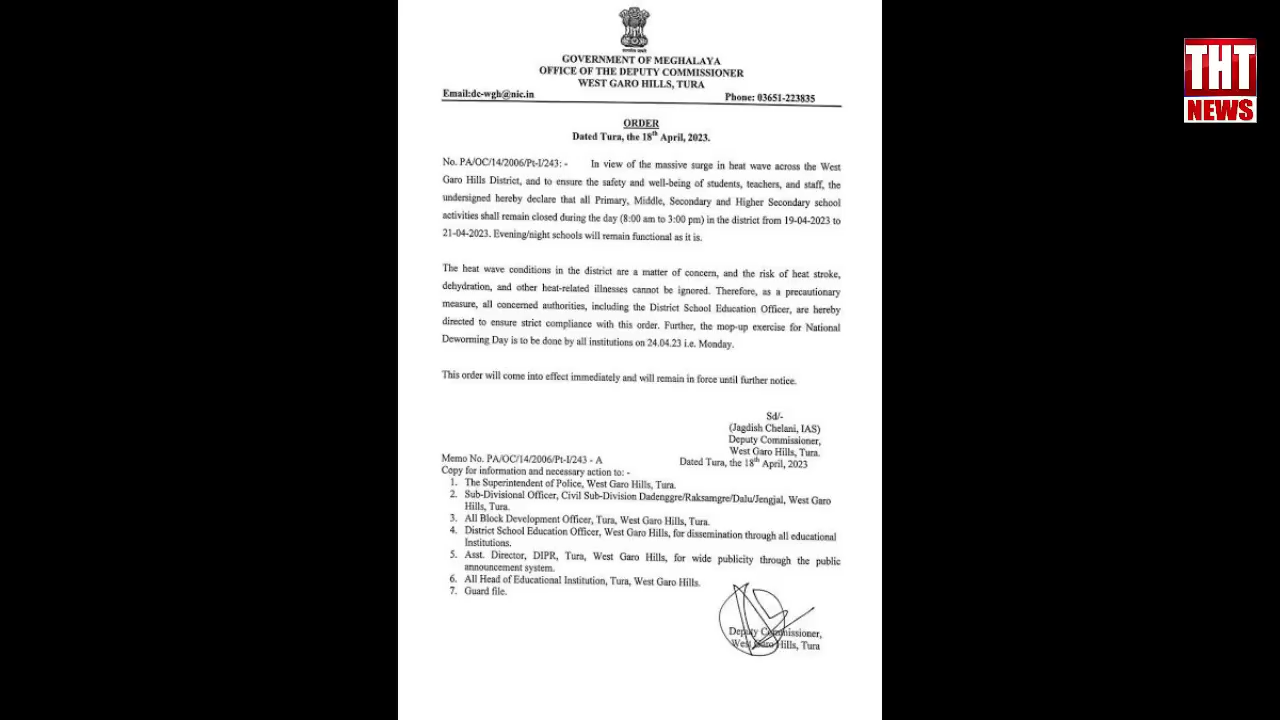 THT
NEWS
GOVERNMENT OF MEGHALAYA
OFFICE OF THE DEPUTY COMMISSIONER
WEST GARO HILLS, TURA
Email:dc-wgh@nic.in Phone: 03651-223835
ORDER
Dated Tura, the 18th April, 2023.
No. PA/OC/14/2006/Pt-I/243: - In view of the massive surge in heat wave across the West
Garo Hills District, and to ensure the safety and well-being of students, teachers, and staff, the
undersigned hereby declare that all Primary, Middle, Secondary and Higher Secondary school
activities shall remain closed during the day (8:00 am to 3:00 pm) in the district from 19-04-2023 to
21-04-2023. Evening/night schools will remain functional as it is.
The heat wave conditions in the district are a matter of concern, and the risk of heat stroke,
dehydration, and other heat-related illnesses cannot be ignored. Therefore, as a precautionary
measure, all concerned authorities, including the District School Education Officer, are hereby
directed to ensure strict compliance with this order. Further, the mop-up exercise for National
Deworming Day is to be done by all institutions on 24.04.23 i.e. Monday.
This order will come into effect immediately and will remain in force until further notice.
Sd/-
(Jagdish Chelani, IAS)
Deputy Commissioner,
West Garo Hills, Tura.
Memo No. PA/OC/14/2006/Pt-I/243 - A Dated Tura, the 18th April, 2023
Copy for information and necessary action to: -
1. The Superintendent of Police, West Garo Hills, Tura.
2. Sub-Divisional Officer, Civil Sub-Division Dadenggre/Raksamgre/Dalu/Jengjal, West Garo
Hills, Tura.
3. All Block Development Officer, Tura, West Garo Hills, Tura.
4. District School Education Officer, West Garo Hills, for dissemination through all educational
Institutions.
5. Asst. Director, DIPR, Tura, West Garo Hills, for wide publicity through the public
announcement system.
6. All Head of Educational Institution, Tura, West Garo Hills.
7. Guard file.
Deputy Commissioner,
West Garo Hills, Tura